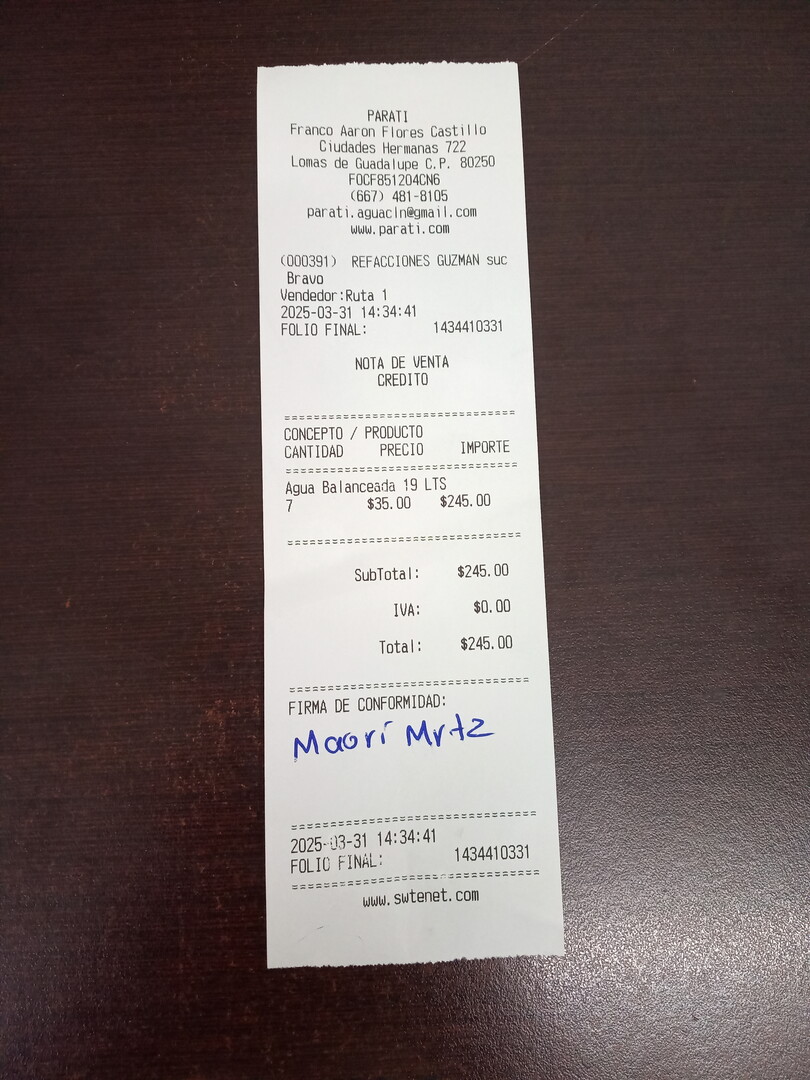 PARATI
Franco Aaron Flores Castillo
Ciudades Hermanas 722
Lomas de Guadalupe C.P. 80250
FOCF851204CN6
(667) 481-8105
parati.aguacln@gmail.com
www.parati.com
(000391) REFACCIONES GUZMAN suc
Bravo
Vendedor:Ruta 1
2025-03-31 14:34:41
FOLIO FINAL: 1434410331
NOTA DE VENTA
CREDITO
==============================
CONCEPTO / PRODUCTO
CANTIDAD PRECIO IMPORTE
==============================
Agua Balanceada 19 LTS
7 $35.00 $245.00
==============================
SubTotal: $245.00
IVA: $0.00
Total: $245.00
==============================
FIRMA DE CONFORMIDAD:
Maori Mrtz
==============================
2025-03-31 14:34:41
FOLIO FINAL: 1434410331
==============================
www.swtenet.com